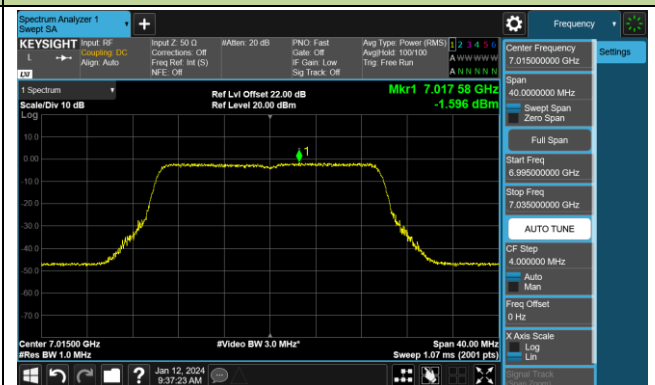 Spectrum Analyzer 1
Swept SA
Frequency
KEYSIGHT
Input: RF
Coupling: DC
Align: Auto
Input Z: 50 Ω
Corrections: Off
Freq Ref: Int (S)
NFE: Off
#Atten: 20 dB
PNO: Fast
Gate: Off
IF Gain: Low
Sig Track: Off
Avg Type: Power (RMS)
Avg|Hold: 100/100
Trig: Free Run
1 2 3 4 5 6
A W W W W W
A N N N N N
L
LXI
1 Spectrum
Scale/Div 10 dB
Log
Ref Lvl Offset 22.00 dB
Ref Level 20.00 dBm
Mkr1 7.017 58 GHz
-1.596 dBm
1
10.0
0.00
-10.0
-20.0
-30.0
-40.0
-50.0
-60.0
-70.0
Center 7.01500 GHz
#Res BW 1.0 MHz
#Video BW 3.0 MHz*
Span 40.00 MHz
Sweep 1.07 ms (2001 pts)
Jan 12, 2024
9:37:23 AM
Center Frequency
7.015000000 GHz
Settings
Span
40.0000000 MHz
Swept Span
Zero Span
Full Span
Start Freq
6.995000000 GHz
Stop Freq
7.035000000 GHz
AUTO TUNE
CF Step
4.000000 MHz
Auto
Man
Freq Offset
0 Hz
X Axis Scale
Log
Lin
Signal Track
(Span Zoom)